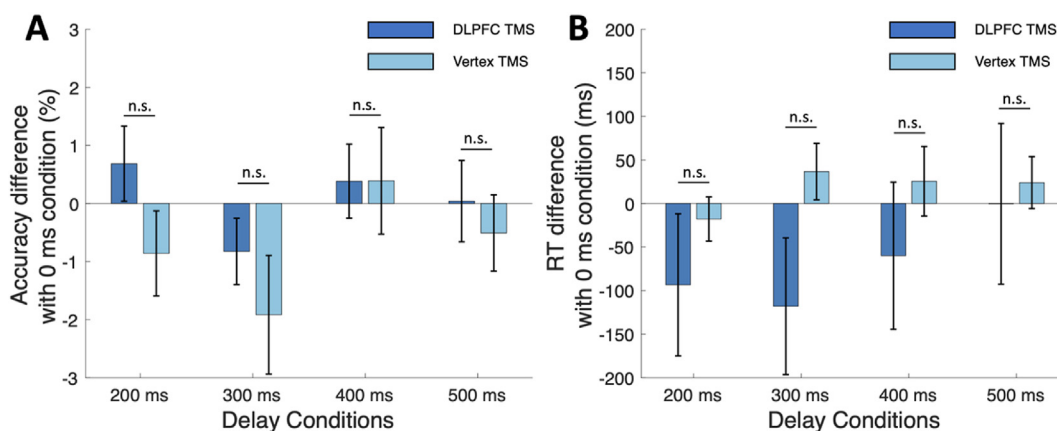 A
DLPFC TMS
Vertex TMS
Accuracy difference
with 0 ms condition (%)
3
2
1
0
-1
-2
-3
n.s.
n.s.
n.s.
n.s.
200 ms
300 ms
400 ms
500 ms
Delay Conditions
B
DLPFC TMS
Vertex TMS
RT difference
with 0 ms condition (ms)
200
150
100
50
0
-50
-100
-150
-200
n.s.
n.s.
n.s.
n.s.
200 ms
300 ms
400 ms
500 ms
Delay Conditions